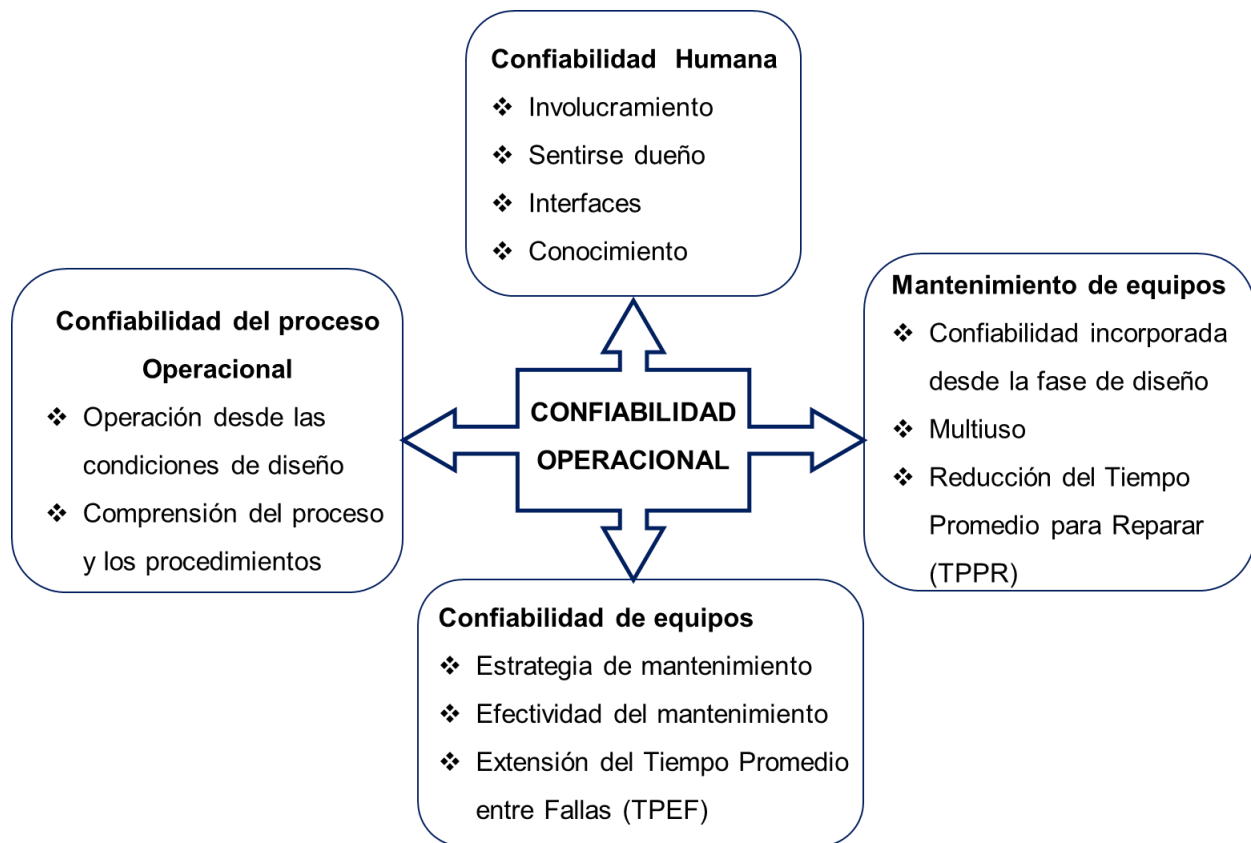 Confiabilidad Humana
❖ Involucramiento
❖ Sentirse dueño
❖ Interfaces
❖ Conocimiento
Confiabilidad del proceso
Operacional
❖ Operación desde las
condiciones de diseño
❖ Comprensión del proceso
y los procedimientos
CONFIABILIDAD
OPERACIONAL
Mantenimiento de equipos
❖ Confiabilidad incorporada
desde la fase de diseño
❖ Multiuso
❖ Reducción del Tiempo
Promedio para Reparar
(TPPR)
Confiabilidad de equipos
❖ Estrategia de mantenimiento
❖ Efectividad del mantenimiento
❖ Extensión del Tiempo Promedio
entre Fallas (TPEF)